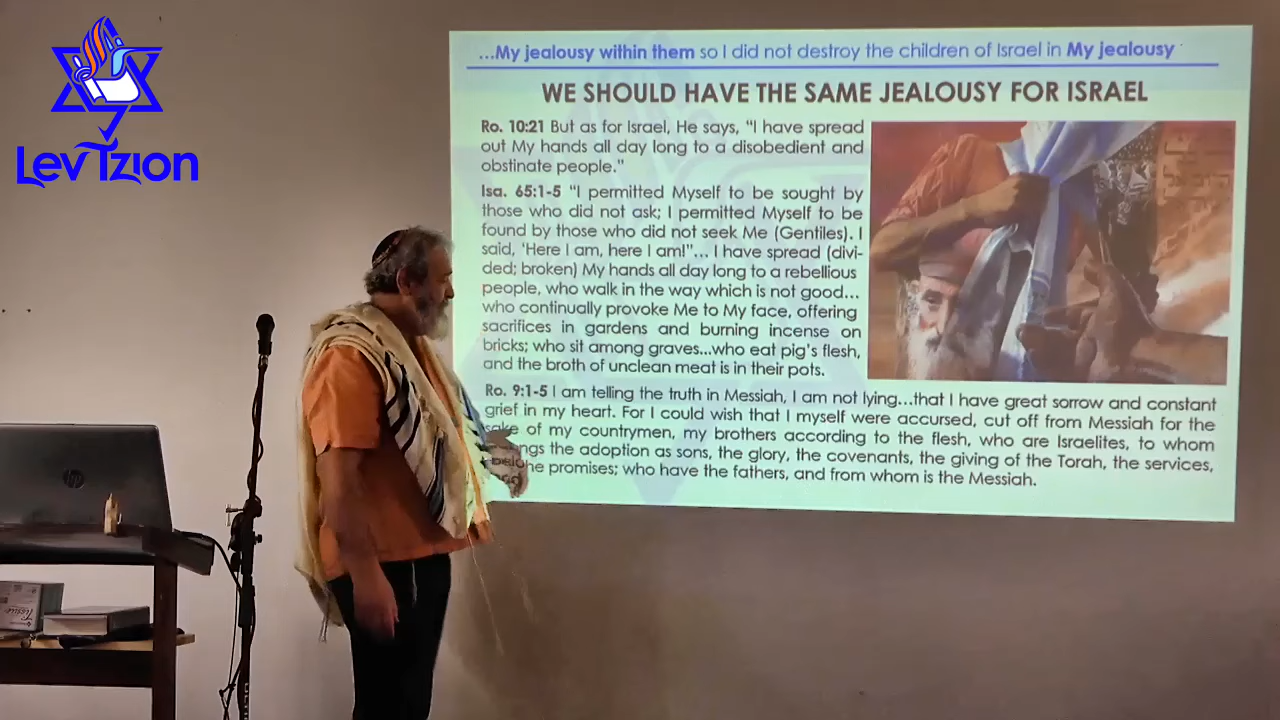 Lev Tzion
...My jealousy within them so I did not destroy the children of Israel in My jealousy
WE SHOULD HAVE THE SAME JEALOUSY FOR ISRAEL
Ro. 10:21 But as for Israel, He says, “I have spread
out My hands all day long to a disobedient and
obstinate people.”
Isa. 65:1-5 “I permitted Myself to be sought by
those who did not ask; I permitted Myself to be
found by those who did not seek Me (Gentiles). I
said, ‘Here I am, here I am!”... I have spread (divi-
ded; broken) My hands all day long to a rebellious
people, who walk in the way which is not good...
who continually provoke Me to My face, offering
sacrifices in gardens and burning incense on
bricks; who sit among graves...who eat pig’s flesh,
and the broth of unclean meat is in their pots.
Ro. 9:1-5 I am telling the truth in Messiah, I am not lying...that I have great sorrow and constant
grief in my heart. For I could wish that I myself were accursed, cut off from Messiah for the
sake of my countrymen, my brothers according to the flesh, who are Israelites, to whom
belongs the adoption as sons, the glory, the covenants, the giving of the Torah, the services,
and the promises; who have the fathers, and from whom is the Messiah.
hp
Tissue